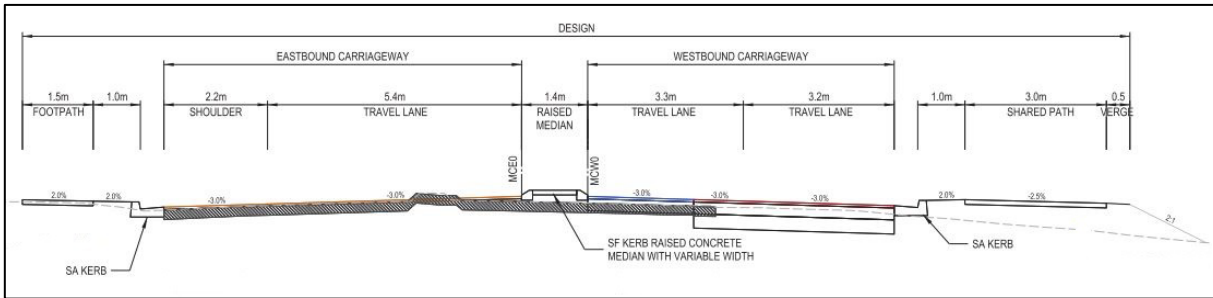 DESIGN
EASTBOUND CARRIAGEWAY
WESTBOUND CARRIAGEWAY
1.5m
1.0m
2.2m
5.4m
1.4m
3.3m
3.2m
1.0m
3.0m
0.5
FOOTPATH
SHOULDER
TRAVEL LANE
RAISED
MEDIAN
TRAVEL LANE
TRAVEL LANE
SHARED PATH
VERGE
MCE0
MCW0
2.0%
2.0%
-3.0%
-3.0%
-3.0%
-3.0%
-3.0%
2.0%
-2.5%
2:1
SA KERB
SF KERB RAISED CONCRETE
MEDIAN WITH VARIABLE WIDTH
SA KERB